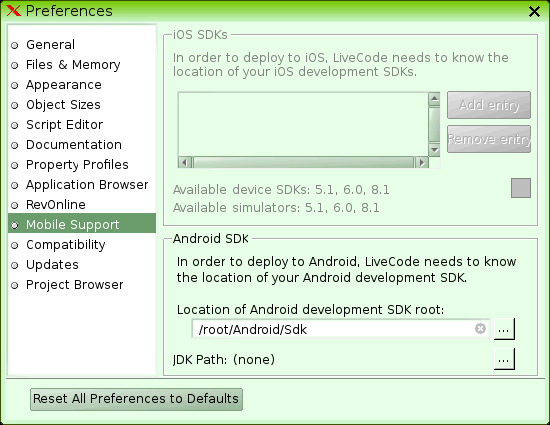 Preferences
General
Files & Memory
Appearance
Object Sizes
Script Editor
Documentation
Property Profiles
Application Browser
RevOnline
Mobile Support
Compatibility
Updates
Project Browser
iOS SDKs
In order to deploy to iOS, LiveCode needs to know the
location of your iOS development SDKs.
Add entry
Remove entry
Available device SDKs: 5.1, 6.0, 8.1
Available simulators: 5.1, 6.0, 8.1
Android SDK
In order to deploy to Android, LiveCode needs to know
the location of your Android development SDK.
Location of Android development SDK root:
/root/Android/Sdk
...
JDK Path: (none)
...
Reset All Preferences to Defaults